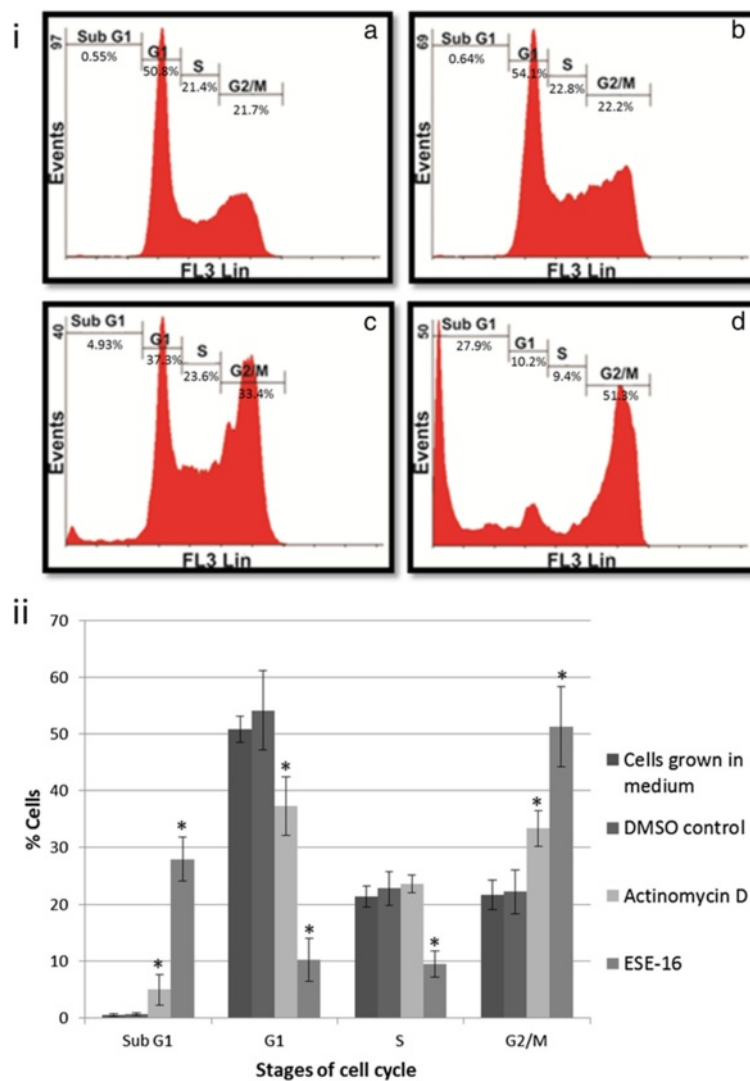 i
a
97
Sub G1
0.55%
G1
50.8%
S
21.4%
G2/M
21.7%
Events
FL3 Lin
b
69
Sub G1
0.64%
G1
54.1%
S
22.8%
G2/M
22.2%
Events
FL3 Lin
c
40
Sub G1
4.93%
G1
37.3%
S
23.6%
G2/M
33.4%
Events
FL3 Lin
d
50
Sub G1
27.9%
G1
10.2%
S
9.4%
G2/M
51.3%
Events
FL3 Lin
ii
70
60
50
40
30
20
10
0
% Cells
*
*
*
*
*
*
*
Sub G1
G1
S
G2/M
Stages of cell cycle
Cells grown in
medium
DMSO control
Actinomycin D
ESE-16